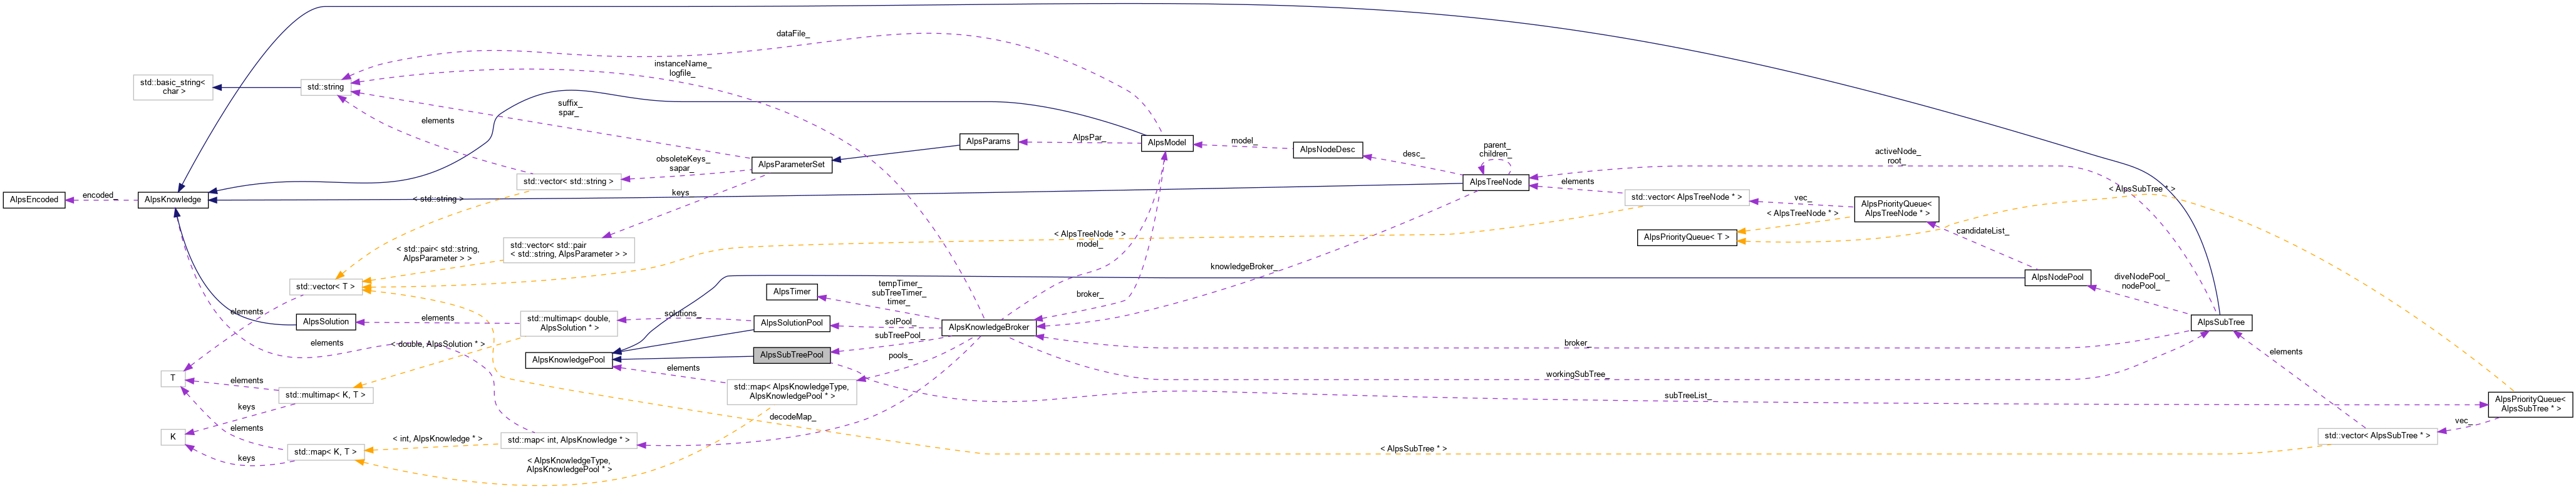 dataFile_
instanceName_
logfile_
std::basic_string<
char >
std::string
suffix_
spar_
elements
AlpsParams
AlpsPar_
AlpsModel
model_
AlpsNodeDesc
parent_
children_
activeNode_
root_
AlpsParameterSet
obsoleteKeys_
sapar_
desc_
std::vector< std::string >
AlpsTreeNode
elements
keys
AlpsEncoded
encoded_
AlpsKnowledge
< std::string >
std::vector< AlpsTreeNode * >
vec_
AlpsPriorityQueue<
AlpsTreeNode * >
< AlpsSubTree * >
< AlpsTreeNode * >
AlpsPriorityQueue< T >
candidateList_
std::vector< std::pair
< std::string, AlpsParameter > >
< std::pair< std::string,
AlpsParameter > >
< AlpsTreeNode * >
model_
knowledgeBroker_
std::vector< T >
AlpsNodePool
diveNodePool_
nodePool_
AlpsTimer
tempTimer_
subTreeTimer_
timer_
broker_
elements
AlpsSolution
elements
std::multimap< double,
AlpsSolution * >
solutions_
AlpsSolutionPool
solPool_
AlpsKnowledgeBroker
AlpsSubTree
elements
< double, AlpsSolution * >
AlpsKnowledgePool
AlpsSubTreePool
subTreePool_
pools_
broker_
elements
T
elements
elements
std::map< AlpsKnowledgeType,
AlpsKnowledgePool * >
workingSubTree_
std::multimap< K, T >
subTreeList_
AlpsPriorityQueue<
AlpsSubTree * >
keys
decodeMap_
vec_
K
elements
< int, AlpsKnowledge * >
std::map< int, AlpsKnowledge * >
std::vector< AlpsSubTree * >
std::map< K, T >
keys
< AlpsKnowledgeType,
AlpsKnowledgePool * >
< AlpsSubTree * >